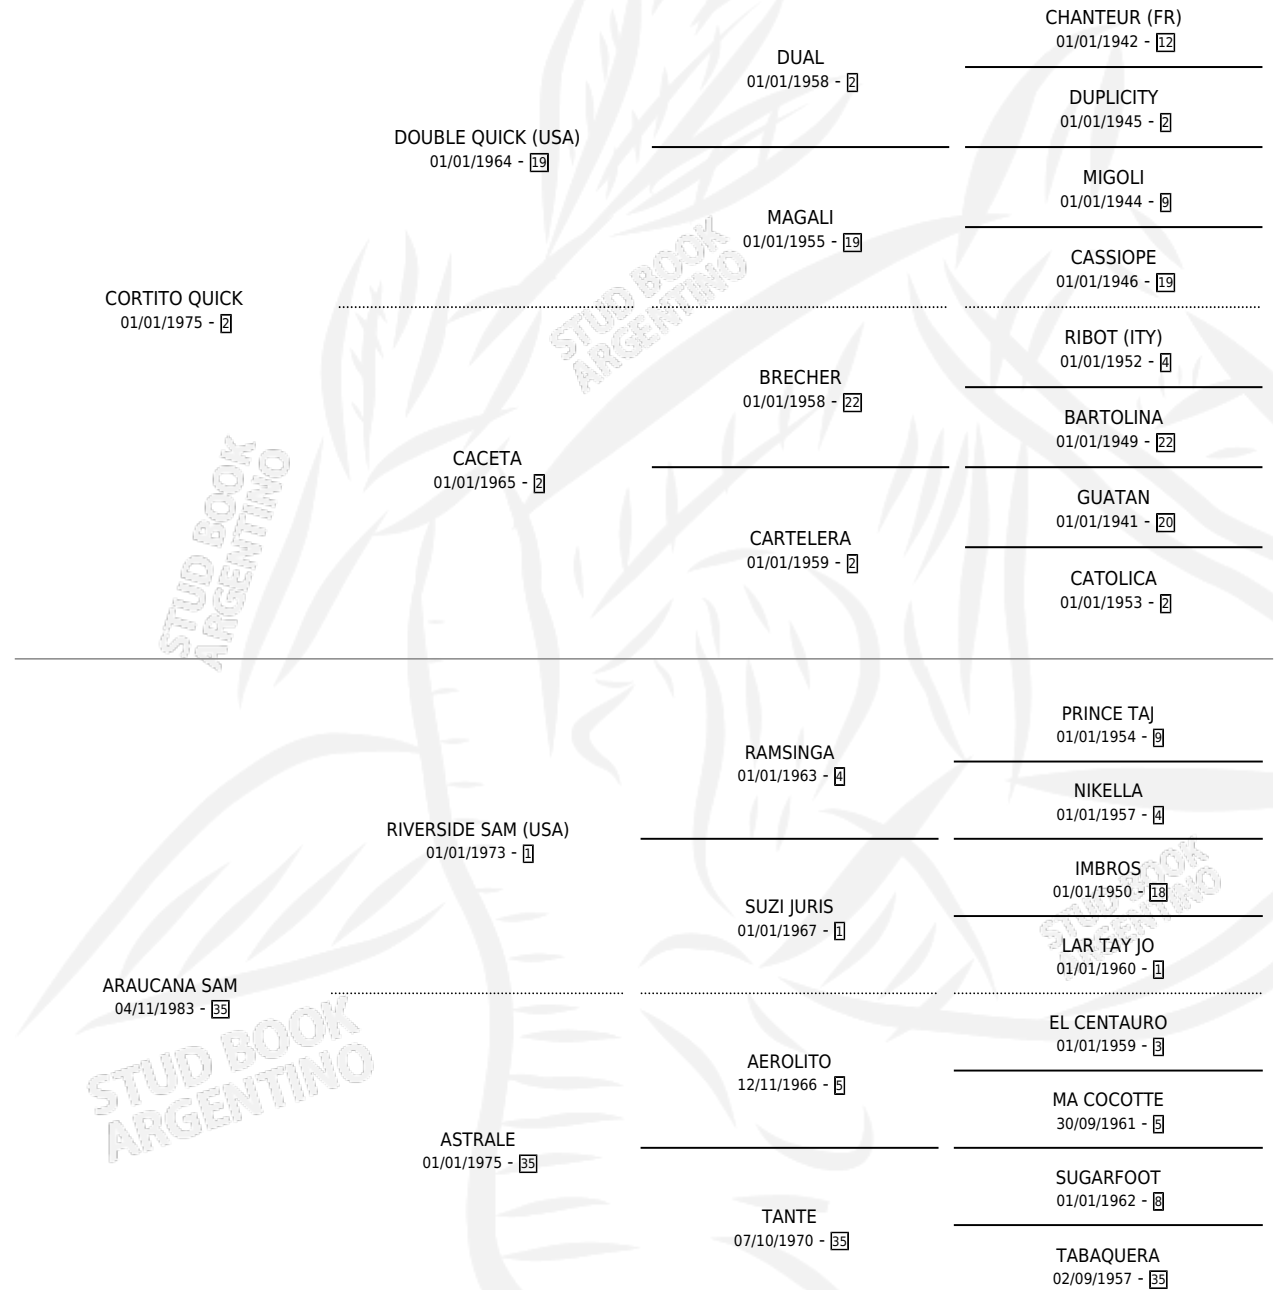 CHANTEUR (FR)
01/01/1942 - 12
DUAL
01/01/1958 - 2
DUPLICITY
01/01/1945 - 2
DOUBLE QUICK (USA)
01/01/1964 - 19
MIGOLI
01/01/1944 - 9
MAGALI
01/01/1955 - 19
CASSIOPE
01/01/1946 - 19
CORTITO QUICK
01/01/1975 - 2
RIBOT (ITY)
01/01/1952 - 4
BRECHER
01/01/1958 - 22
BARTOLINA
01/01/1949 - 22
CACETA
01/01/1965 - 2
GUATAN
01/01/1941 - 20
CARTELERA
01/01/1959 - 2
CATOLICA
01/01/1953 - 2
PRINCE TAJ
01/01/1954 - 9
RAMSINGA
01/01/1963 - 4
NIKELLA
01/01/1957 - 4
RIVERSIDE SAM (USA)
01/01/1973 - 1
IMBROS
01/01/1950 - 18
SUZI JURIS
01/01/1967 - 1
LAR TAY JO
01/01/1960 - 1
ARAUCANA SAM
04/11/1983 - 35
EL CENTAURO
01/01/1959 - 3
AEROLITO
12/11/1966 - 5
MA COCOTTE
30/09/1961 - 5
ASTRALE
01/01/1975 - 35
SUGARFOOT
01/01/1962 - 8
TANTE
07/10/1970 - 35
TABAQUERA
02/09/1957 - 35
STUD BOOK
ARGENTINO
STUD BOOK
ARGENTINO
STUD BOOK
ARGENTINO
STUD BOOK
ARGENTINO